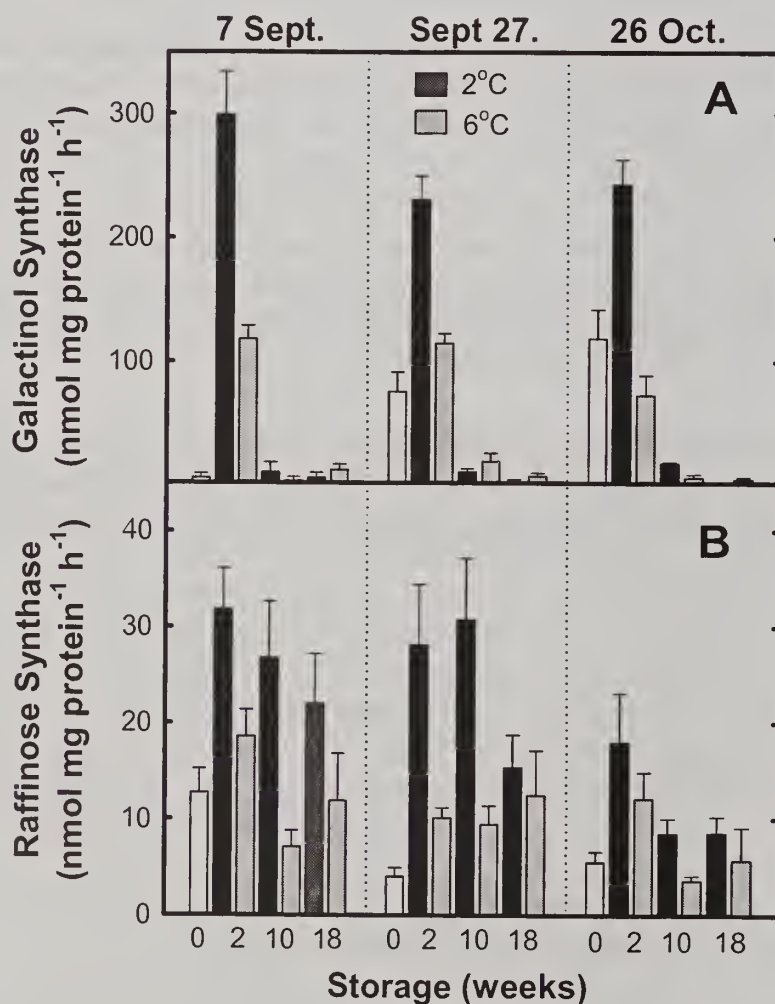 7 Sept. Sept 27. 26 Oct.
2°C
6°C
A
Galactinol Synthase
(nmol mg protein⁻¹ h⁻¹)
300
200
100
B
Raffinose Synthase
(nmol mg protein⁻¹ h⁻¹)
40
30
20
10
0
0 2 10 18 0 2 10 18 0 2 10 18
Storage (weeks)